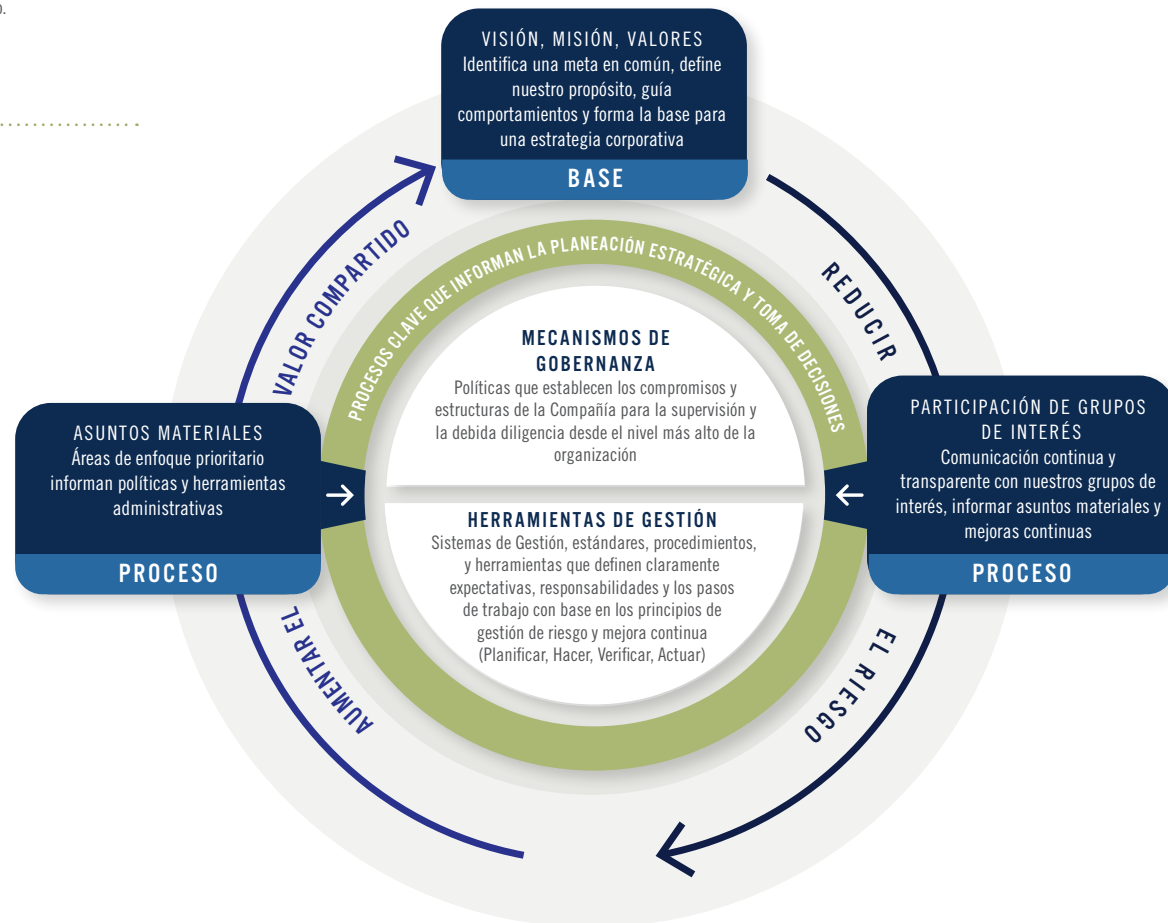 VISIÓN, MISIÓN, VALORES
Identifica una meta en común, define
nuestro propósito, guía
comportamientos y forma la base para
una estrategia corporativa
BASE
VALOR COMPARTIDO
REDUCIR
PROCESOS CLAVE QUE INFORMAN LA PLANEACIÓN ESTRATÉGICA Y TOMA DE DECISIONES
MECANISMOS DE
GOBERNANZA
Políticas que establecen los compromisos y
estructuras de la Compañía para la supervisión y
la debida diligencia desde el nivel más alto de la
organización
ASUNTOS MATERIALES
Áreas de enfoque prioritario
informan políticas y herramientas
administrativas
PROCESO
PARTICIPACIÓN DE GRUPOS
DE INTERÉS
Comunicación continua y
transparente con nuestros grupos de
interés, informar asuntos materiales y
mejoras continuas
PROCESO
HERRAMIENTAS DE GESTIÓN
Sistemas de Gestión, estándares, procedimientos,
y herramientas que definen claramente
expectativas, responsabilidades y los pasos
de trabajo con base en los principios de
gestión de riesgo y mejora continua
(Planificar, Hacer, Verificar, Actuar)
AUMENTAR EL
EL RIESGO